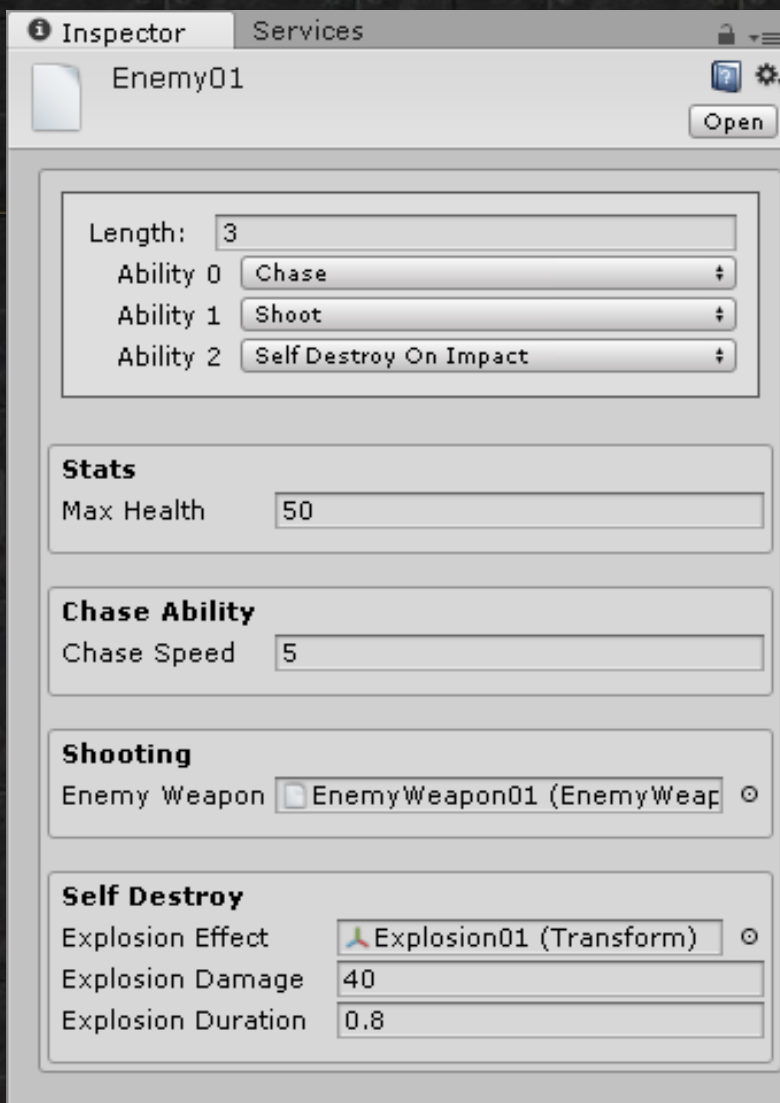 Inspector Services
Enemy01
Open
Length: 3
Ability 0 Chase
Ability 1 Shoot
Ability 2 Self Destroy On Impact
Stats
Max Health 50
Chase Ability
Chase Speed 5
Shooting
Enemy Weapon EnemyWeapon01 (EnemyWeap
Self Destroy
Explosion Effect Explosion01 (Transform)
Explosion Damage 40
Explosion Duration 0.8